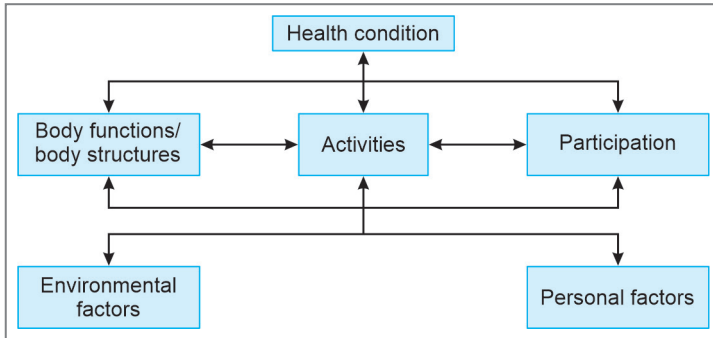 Health condition
Body functions/
body structures
Activities
Participation
Environmental
factors
Personal factors